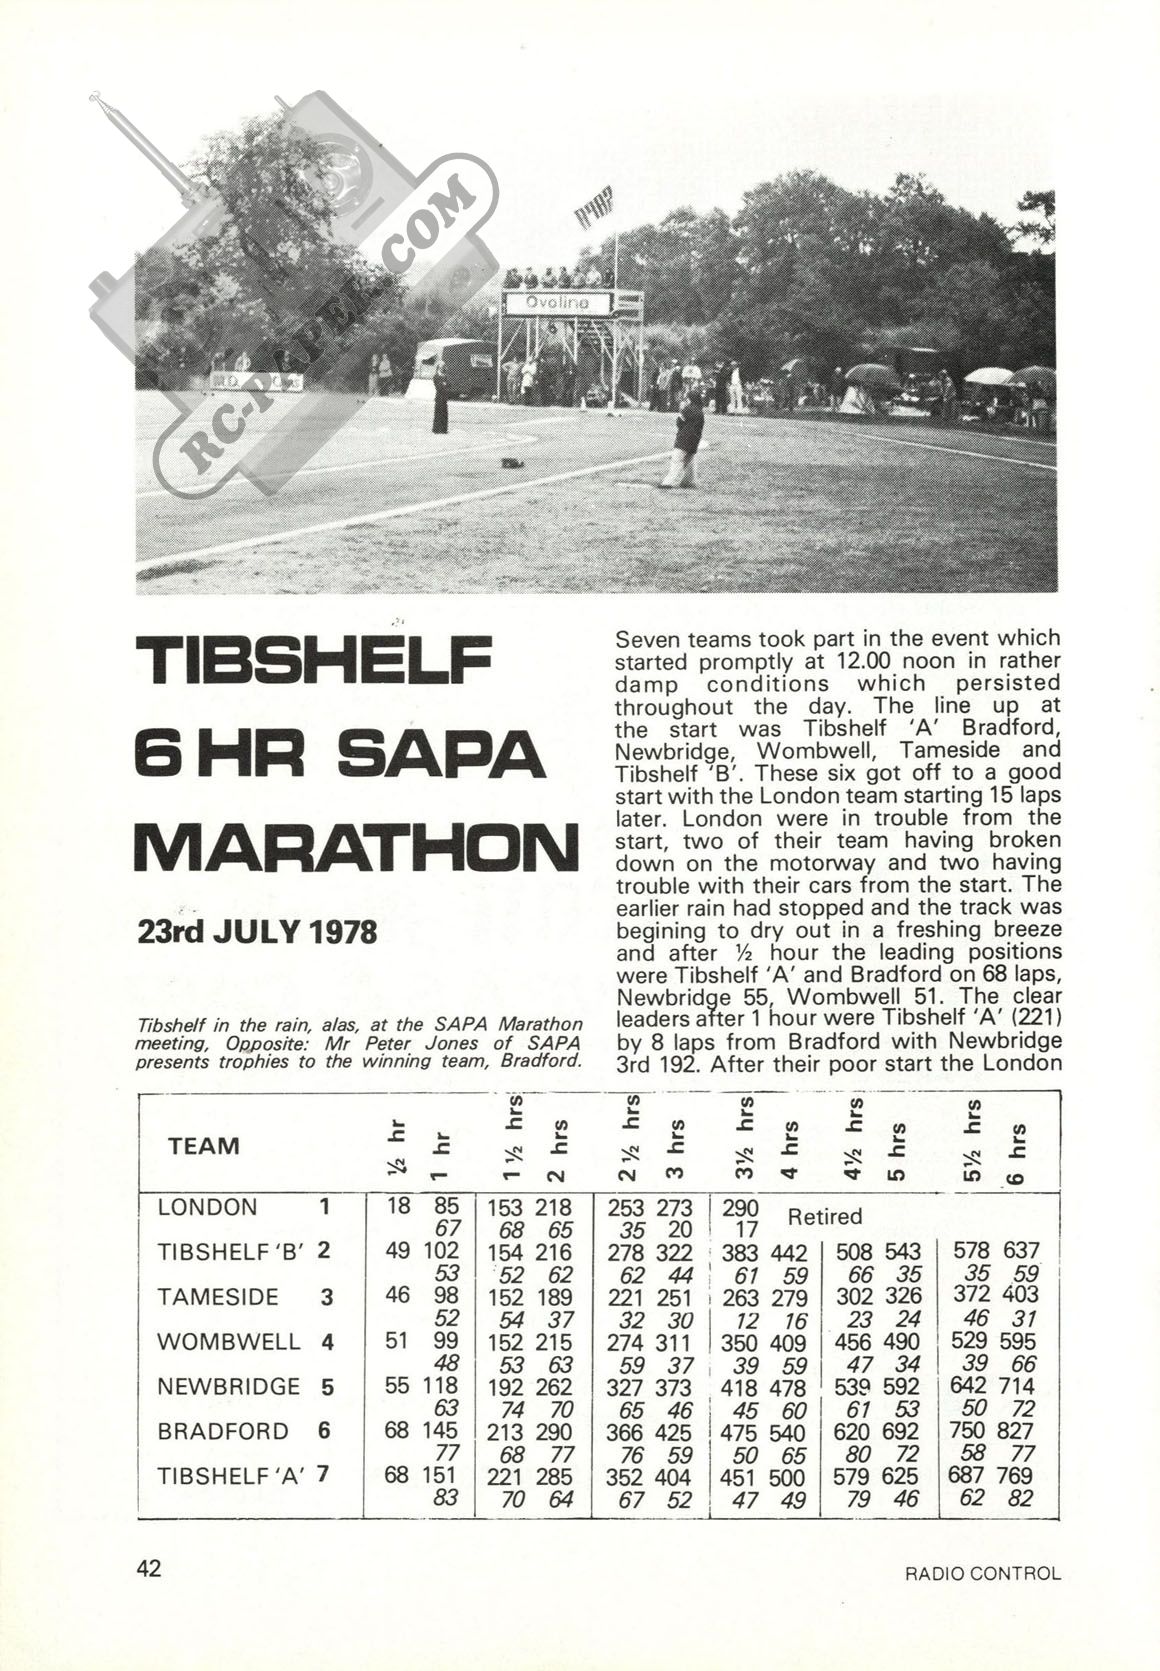 RC-PAPER.COM
Ovolina
TIBSHELF
6 HR SAPA
MARATHON
23rd JULY 1978
Tibshelf in the rain, alas, at the SAPA Marathon
meeting, Opposite: Mr Peter Jones of SAPA
presents trophies to the winning team, Bradford.
Seven teams took part in the event which
started promptly at 12.00 noon in rather
damp conditions which persisted
throughout the day. The line up at
the start was Tibshelf 'A' Bradford,
Newbridge, Wombwell, Tameside and
Tibshelf 'B'. These six got off to a good
start with the London team starting 15 laps
later. London were in trouble from the
start, two of their team having broken
down on the motorway and two having
trouble with their cars from the start. The
earlier rain had stopped and the track was
begining to dry out in a freshing breeze
and after ½ hour the leading positions
were Tibshelf 'A' and Bradford on 68 laps,
Newbridge 55, Wombwell 51. The clear
leaders after 1 hour were Tibshelf 'A' (221)
by 8 laps from Bradford with Newbridge
3rd 192. After their poor start the London
TEAM ½ hr 1 hr 1½ hrs 2 hrs 2½ hrs 3 hrs 3½ hrs 4 hrs 4½ hrs 5 hrs 5½ hrs 6 hrs
LONDON 1 18 85 153 218 253 273 290 Retired
67 68 65 35 20 17
TIBSHELF 'B' 2 49 102 154 216 278 322 383 442 508 543 578 637
53 52 62 62 44 61 59 66 35 35 59
TAMESIDE 3 46 98 152 189 221 251 263 279 302 326 372 403
52 54 37 32 30 12 16 23 24 46 31
WOMBWELL 4 51 99 152 215 274 311 350 409 456 490 529 595
48 53 63 59 37 39 59 47 34 39 66
NEWBRIDGE 5 55 118 192 262 327 373 418 478 539 592 642 714
63 74 70 65 46 45 60 61 53 50 72
BRADFORD 6 68 145 213 290 366 425 475 540 620 692 750 827
77 68 77 76 59 50 65 80 72 58 77
TIBSHELF 'A' 7 68 151 221 285 352 404 451 500 579 625 687 769
83 70 64 67 52 47 49 79 46 62 82
42
RADIO CONTROL